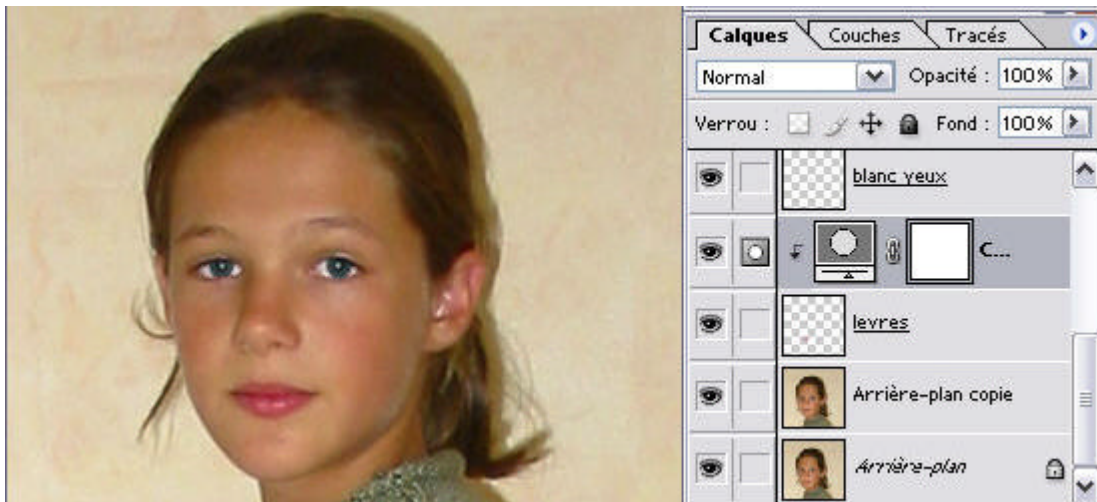 Calques Couches Tracés
Normal Opacité : 100%
Verrou : Fond : 100%
blanc yeux
C...
levres
Arrière-plan copie
Arrière-plan